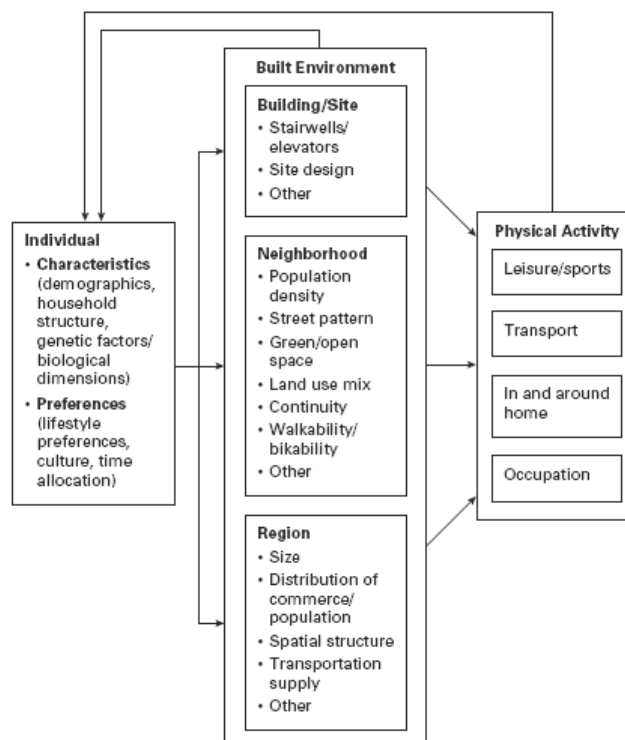 Built Environment
Building/Site
• Stairwells/
elevators
• Site design
• Other
Individual
• Characteristics
(demographics,
household
structure,
genetic factors/
biological
dimensions)
• Preferences
(lifestyle
preferences,
culture, time
allocation)
Neighborhood
• Population
density
• Street pattern
• Green/open
space
• Land use mix
• Continuity
• Walkability/
bikability
• Other
Region
• Size
• Distribution of
commerce/
population
• Spatial structure
• Transportation
supply
• Other
Physical Activity
Leisure/sports
Transport
In and around
home
Occupation